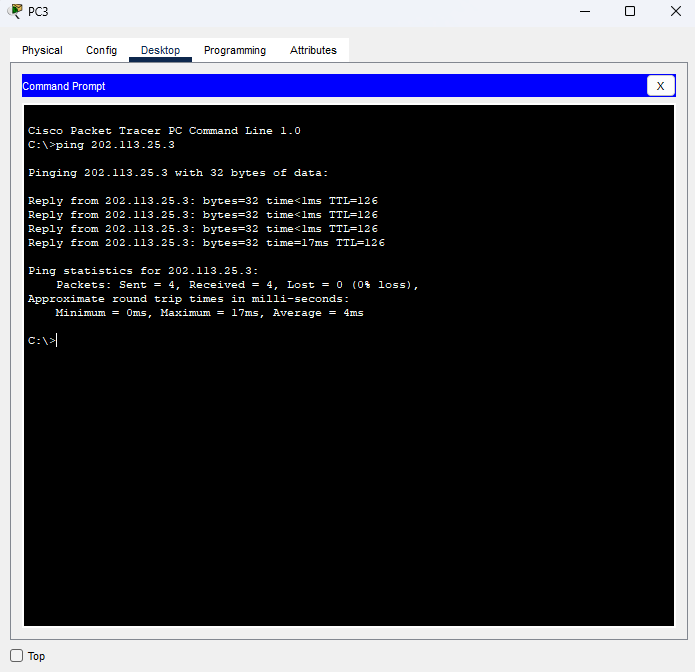 PC3
Physical Config Desktop Programming Attributes
Command Prompt X
Cisco Packet Tracer PC Command Line 1.0
C:\>ping 202.113.25.3
Pinging 202.113.25.3 with 32 bytes of data:
Reply from 202.113.25.3: bytes=32 time<1ms TTL=126
Reply from 202.113.25.3: bytes=32 time<1ms TTL=126
Reply from 202.113.25.3: bytes=32 time<1ms TTL=126
Reply from 202.113.25.3: bytes=32 time=17ms TTL=126
Ping statistics for 202.113.25.3:
Packets: Sent = 4, Received = 4, Lost = 0 (0% loss),
Approximate round trip times in milli-seconds:
Minimum = 0ms, Maximum = 17ms, Average = 4ms
C:\>
Top